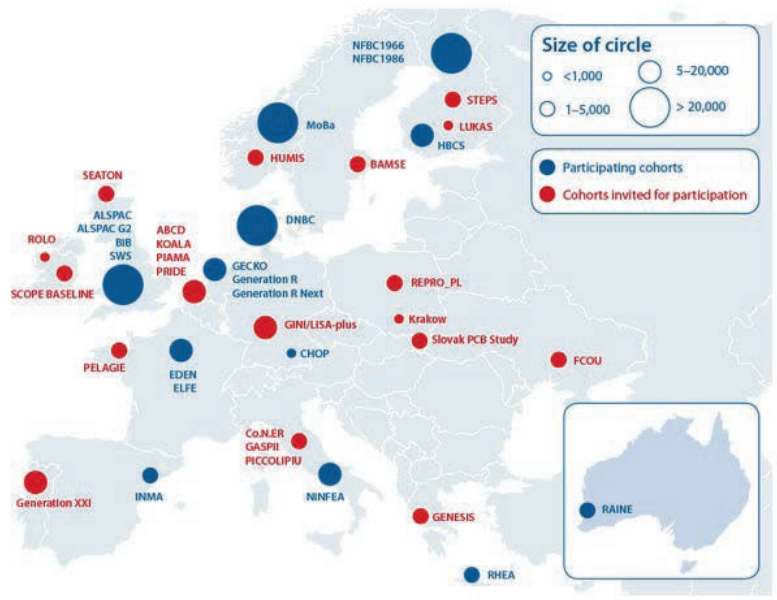 NFBC1966
NFBC1986
Size of circle
<1,000
5–20,000
1–5,000
> 20,000
STEPS
MoBa
LUKAS
HBCS
HUMIS
BAMSE
Participating cohorts
Cohorts invited for participation
SEATON
ALSPAC
ALSPAC G2
BIB
SWS
DNBC
ROLO
ABCD
KOALA
PIAMA
PRIDE
SCOPE BASELINE
GECKO
Generation R
Generation R Next
REPRO_PL
Krakow
GINI/LISA-plus
Slovak PCB Study
CHOP
PELAGIE
EDEN
ELFE
FCOU
Co.N.ER
GASPII
PICCOLIPIU
Generation XXI
INMA
NINFEA
GENESIS
RAINE
RHEA